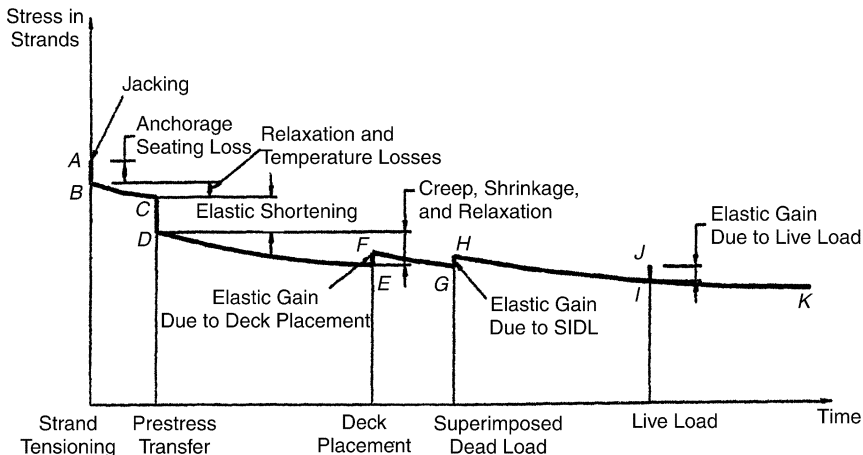 Stress in
Strands
Jacking
Anchorage
Seating Loss
Relaxation and
Temperature Losses
A
B
C
Elastic Shortening
Creep, Shrinkage,
and Relaxation
Elastic Gain
Due to Live Load
D
F
H
J
E
G
I
K
Elastic Gain
Due to Deck Placement
Elastic Gain
Due to SIDL
Time
Strand
Tensioning
Prestress
Transfer
Deck
Placement
Superimposed
Dead Load
Live Load